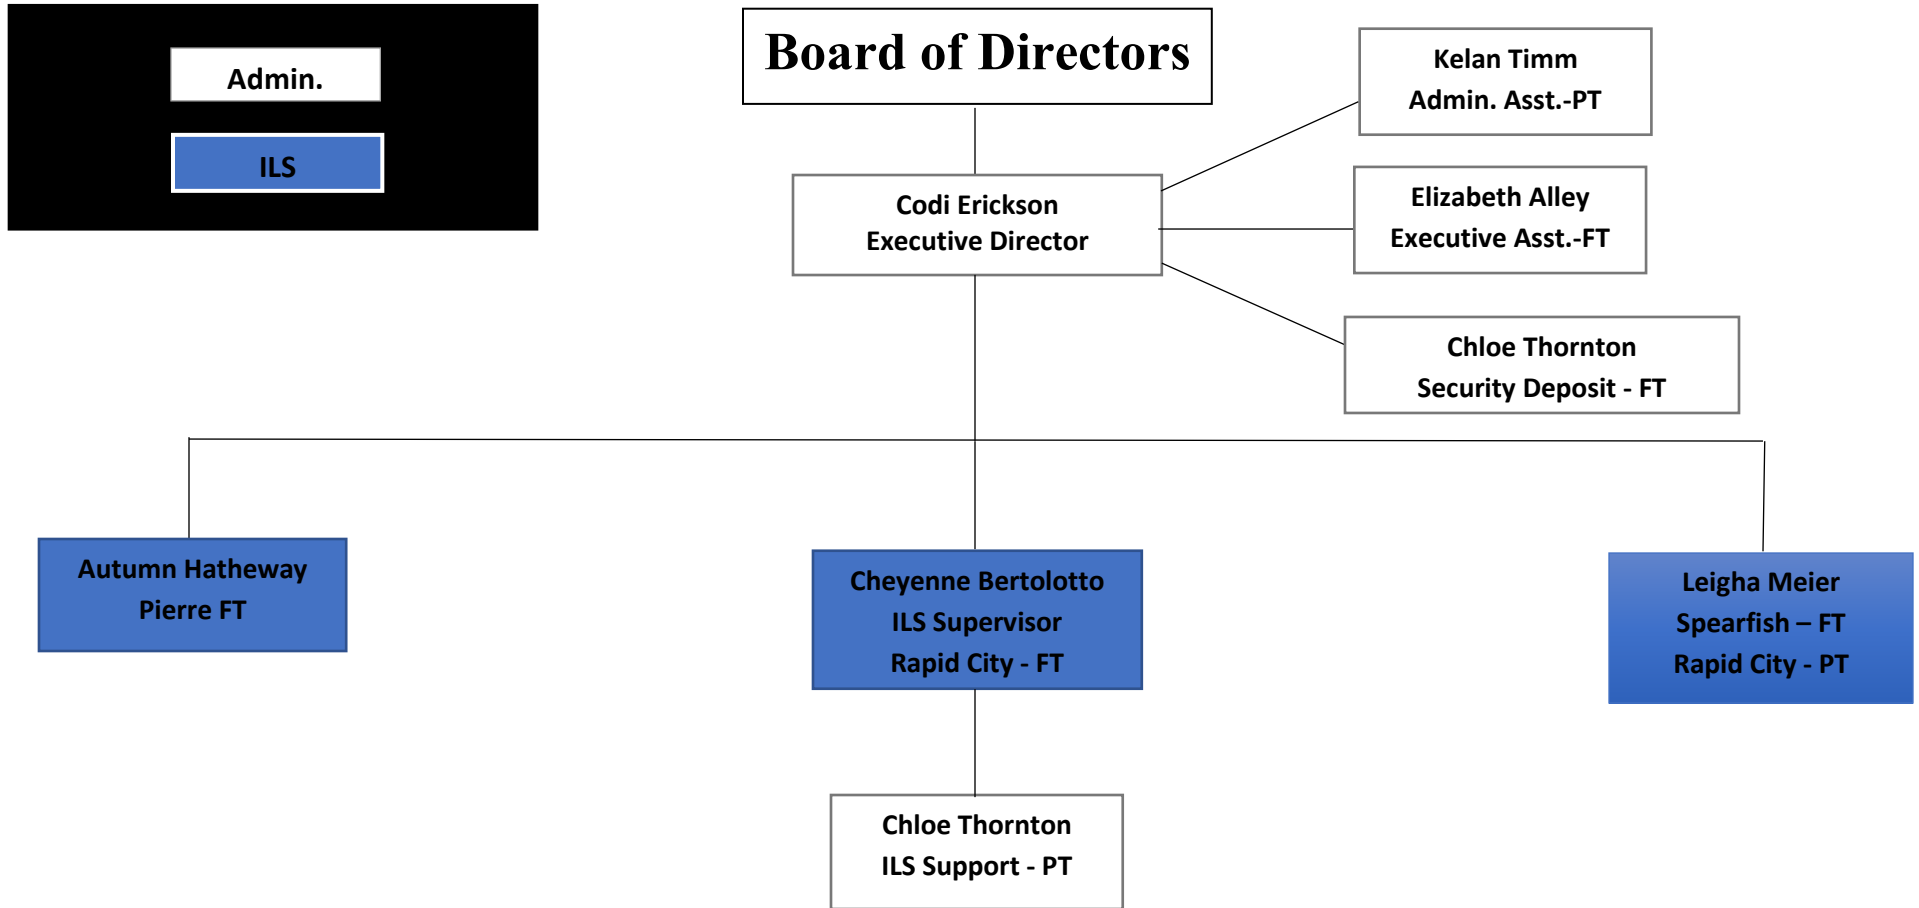 Admin.
ILS
Board of Directors
Codi Erickson
Executive Director
Kelan Timm
Admin. Asst.-PT
Elizabeth Alley
Executive Asst.-FT
Chloe Thornton
Security Deposit - FT
Autumn Hatheway
Pierre FT
Cheyenne Bertolotto
ILS Supervisor
Rapid City - FT
Leigha Meier
Spearfish – FT
Rapid City - PT
Chloe Thornton
ILS Support - PT